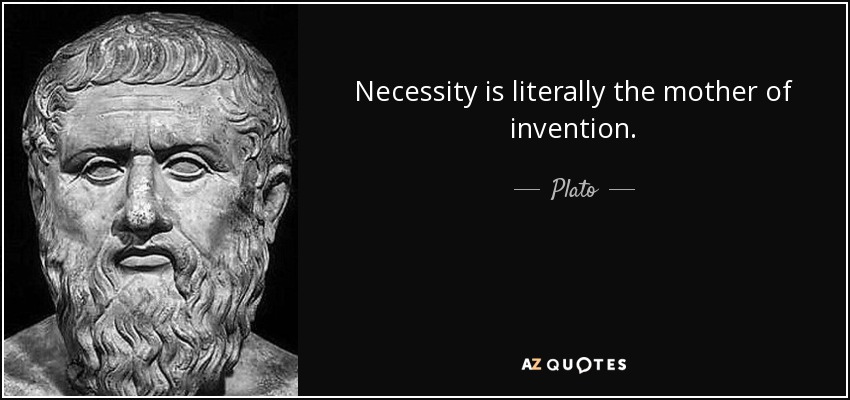 Necessity is literally the mother of
invention.
Plato
AZ QUOTES